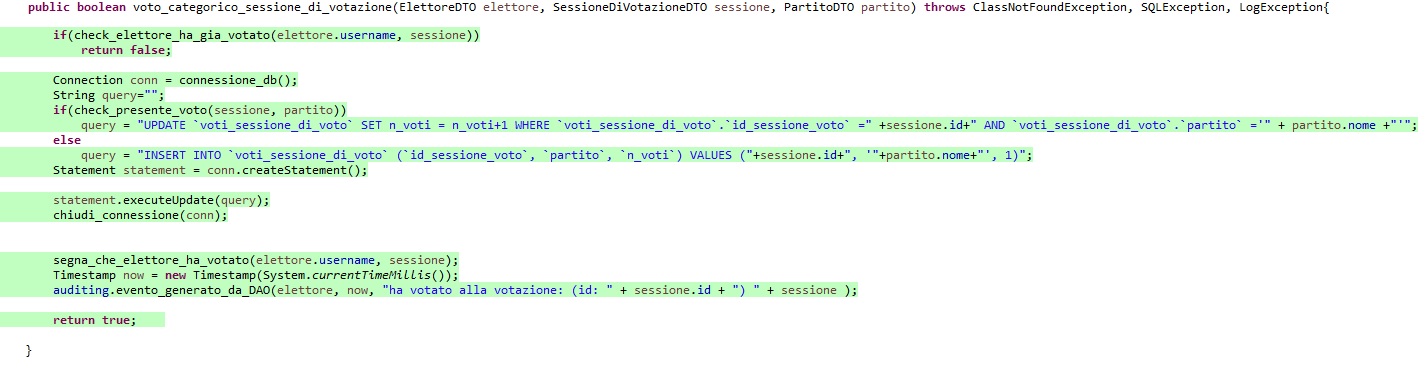 public boolean voto_categorico_sessione_di_votazione(ElettoreDTO elettore, SessioneDiVotazioneDTO sessione, PartitoDTO partito) throws ClassNotFoundException, SQLException, LogException{
if(check_elettore_ha_gia_votato(elettore.username, sessione))
return false;
Connection conn = connessione_db();
String query="";
if(check_presente_voto(sessione, partito))
query = "UPDATE `voti_sessione_di_voto` SET n_voti = n_voti+1 WHERE `voti_sessione_di_voto`.`id_sessione_voto` =" +sessione.id+" AND `voti_sessione_di_voto`.`partito` ='" + partito.nome +"'";
else
query = "INSERT INTO `voti_sessione_di_voto` (`id_sessione_voto`, `partito`, `n_voti`) VALUES ("+sessione.id+", '"+partito.nome+"', 1)";
Statement statement = conn.createStatement();
statement.executeUpdate(query);
chiudi_connessione(conn);
segna_che_elettore_ha_votato(elettore.username, sessione);
Timestamp now = new Timestamp(System.currentTimeMillis());
auditing.evento_generato_da_DAO(elettore, now, "ha votato alla votazione: (id: " + sessione.id + ") " + sessione );
return true;
}